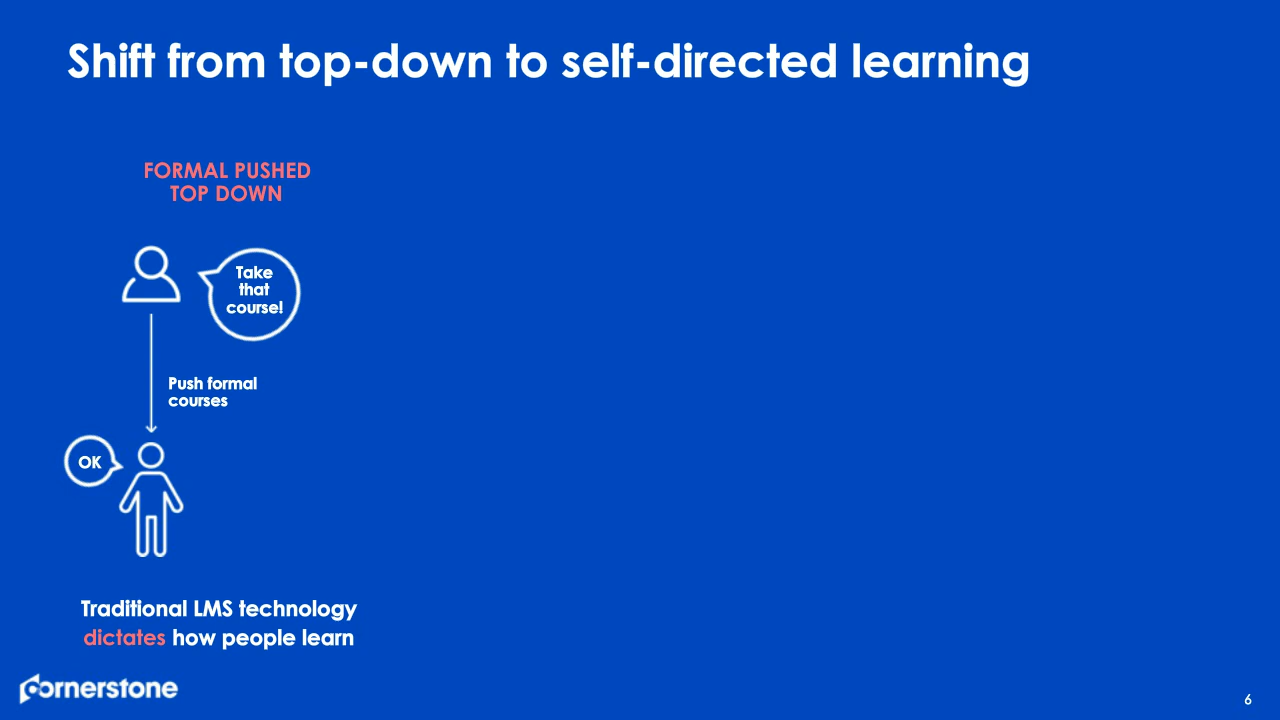 Shift from top-down to self-directed learning
FORMAL PUSHED
TOP DOWN
Take
that
course!
Push formal
courses
OK
Traditional LMS technology
dictates how people learn
cornerstone
6